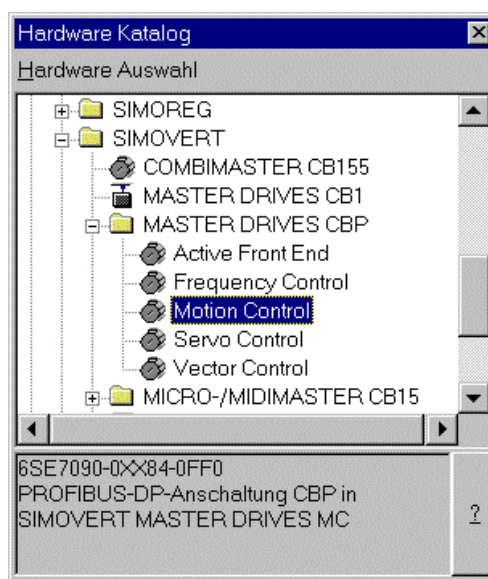 Hardware Katalog
Hardware Auswahl
SIMOREG
SIMOVERT
COMBIMASTER CB155
MASTER DRIVES CB1
MASTER DRIVES CBP
Active Front End
Frequency Control
Motion Control
Servo Control
Vector Control
MICRO-/MIDIMASTER CB15
6SE7090-0XX84-0FF0
PROFIBUS-DP-Anschaltung CBP in
SIMOVERT MASTER DRIVES MC
?